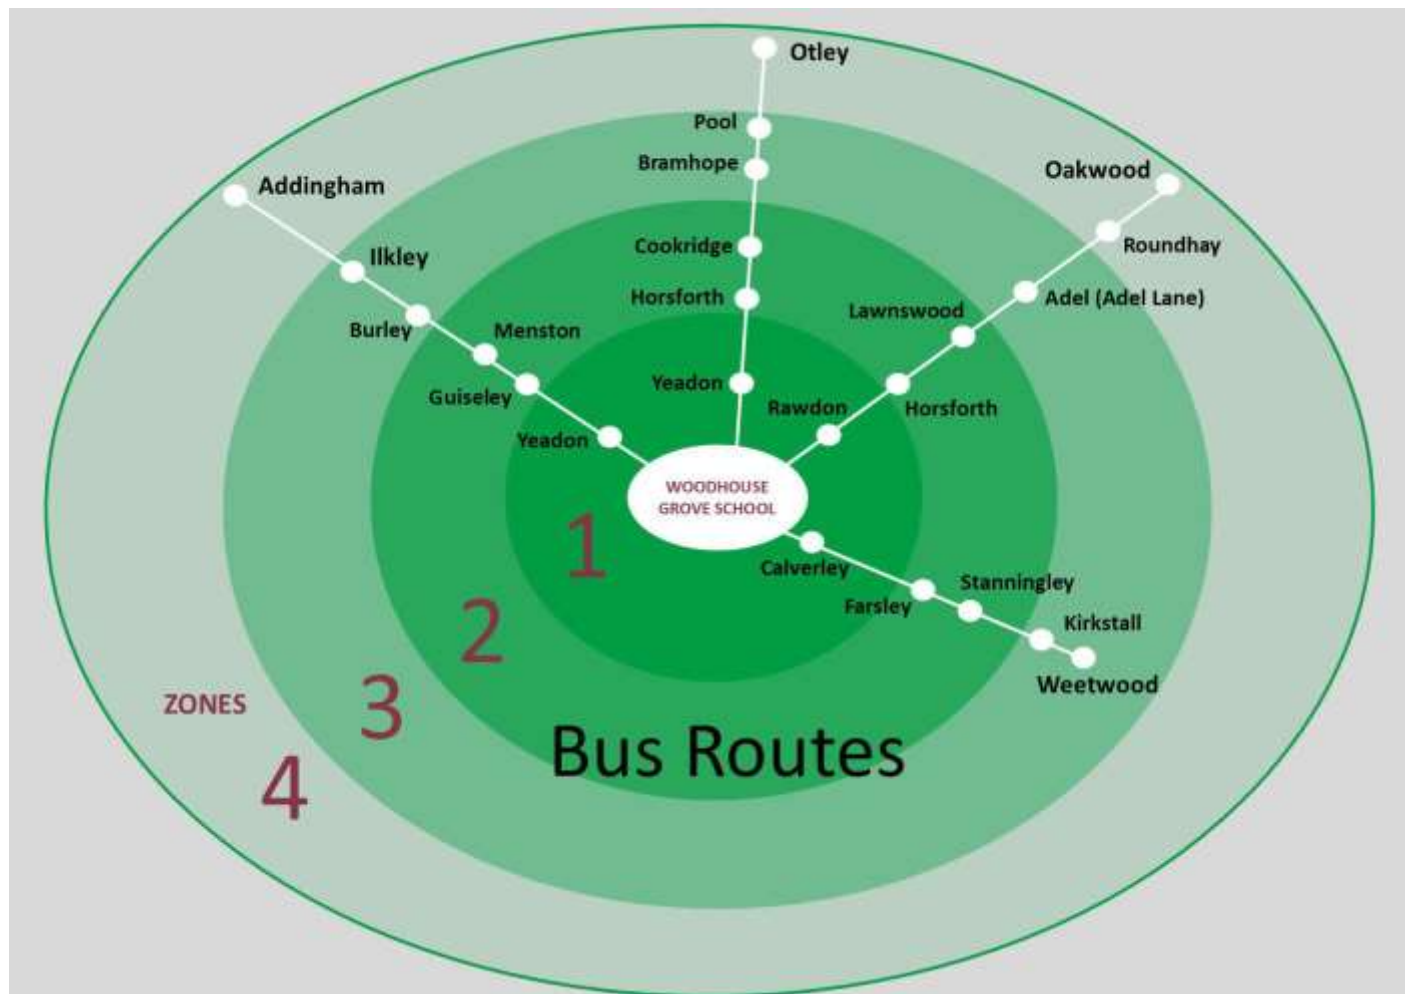 Otley
Pool
Bramhope
Cookridge
Horsforth
Yeadon
Addingham
Ilkley
Burley
Menston
Guiseley
Yeadon
Oakwood
Roundhay
Adel (Adel Lane)
Lawnswood
Horsforth
Rawdon
WOODHOUSE
GROVE SCHOOL
Calverley
Farsley
Stanningley
Kirkstall
Weetwood
1
2
3
4
ZONES
Bus Routes